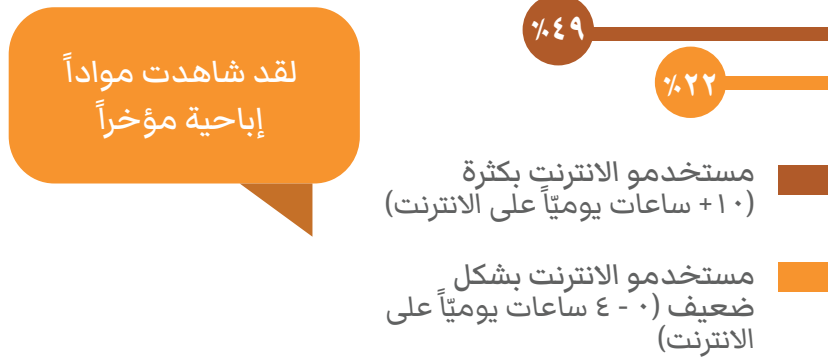 لقد شاهدت مواداً
إباحية مؤخراً
٤٩%
٢٢%
مستخدمو الانترنت بكثرة
(١٠+ ساعات يوميّاً على الانترنت)
مستخدمو الانترنت بشكل
ضعيف (٠ - ٤ ساعات يوميّاً على
الانترنت)